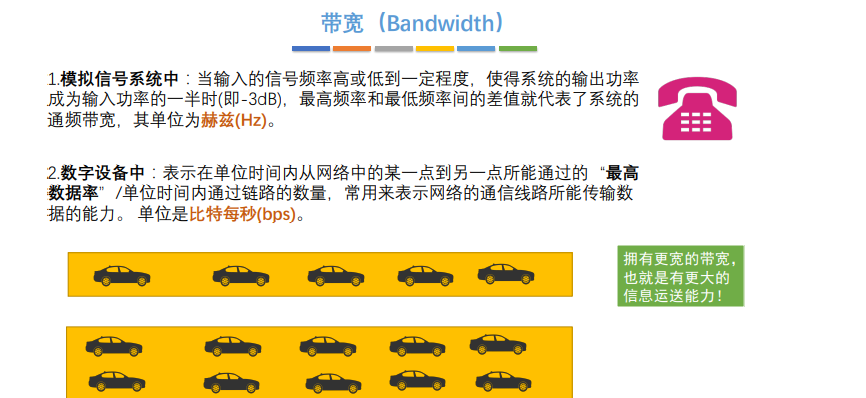 带宽（Bandwidth）
1.模拟信号系统中：当输入的信号频率高或低到一定程度，使得系统的输出功率
成为输入功率的一半时(即-3dB)，最高频率和最低频率间的差值就代表了系统的
通频带宽，其单位为赫兹(Hz)。
2.数字设备中：表示在单位时间内从网络中的某一点到另一点所能通过的“最高
数据率”/单位时间内通过链路的数量，常用来表示网络的通信线路所能传输数
据的能力。 单位是比特每秒(bps)。
拥有更宽的带宽，
也就是有更大的
信息运送能力！